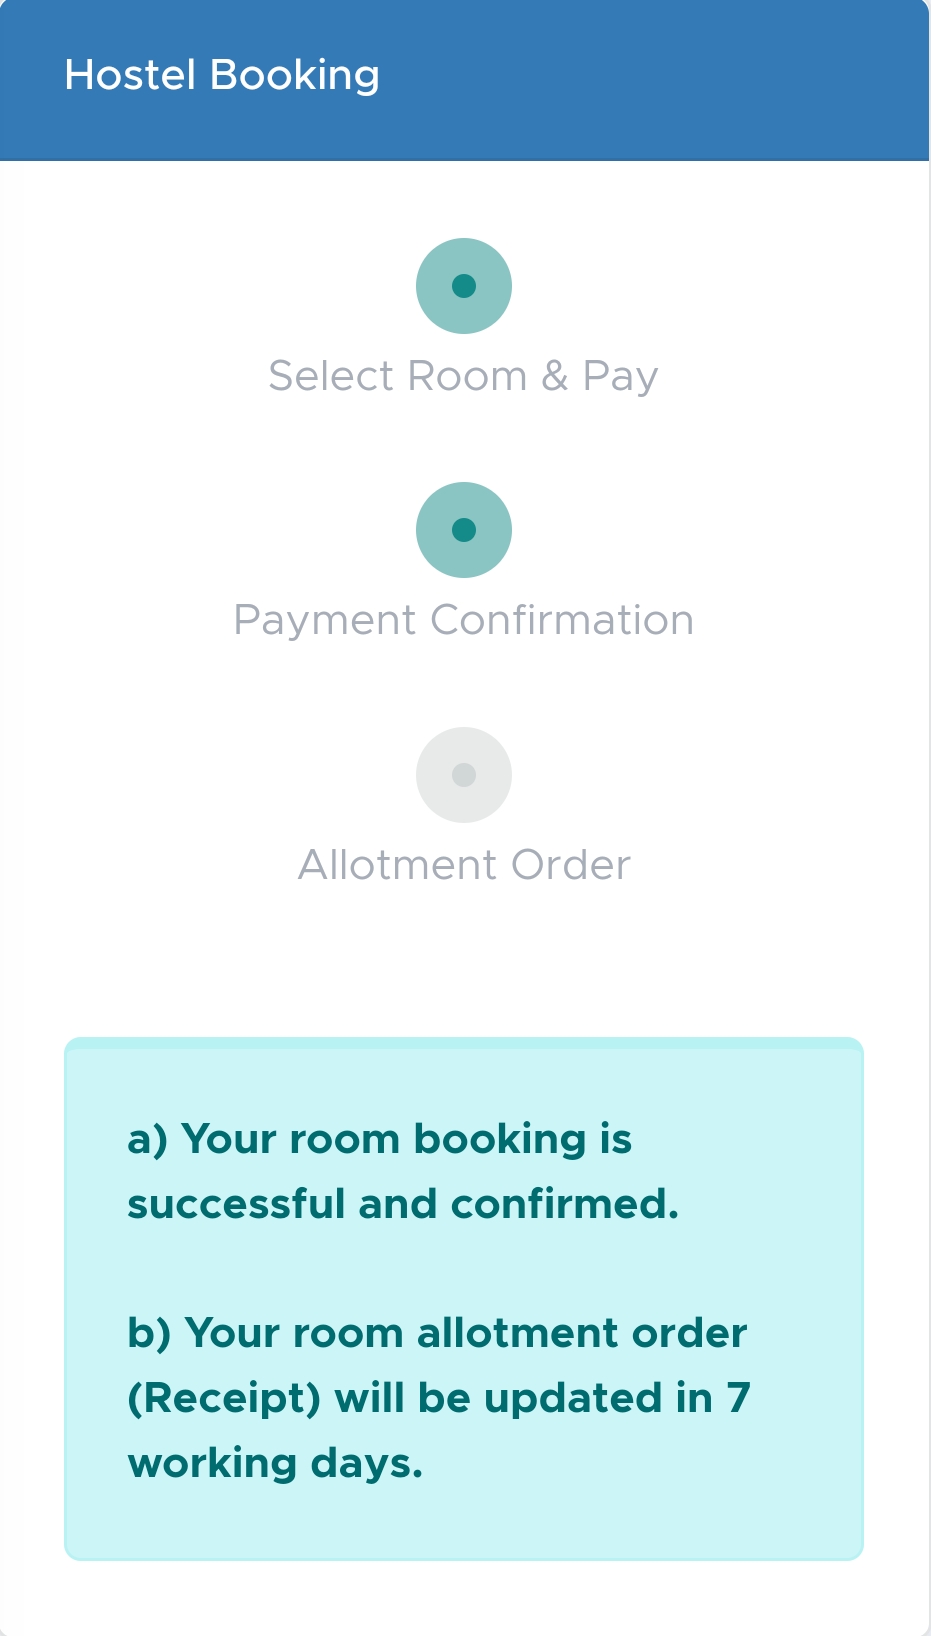 Hostel Booking
Select Room & Pay
Payment Confirmation
Allotment Order
a) Your room booking is
successful and confirmed.
b) Your room allotment order
(Receipt) will be updated in 7
working days.